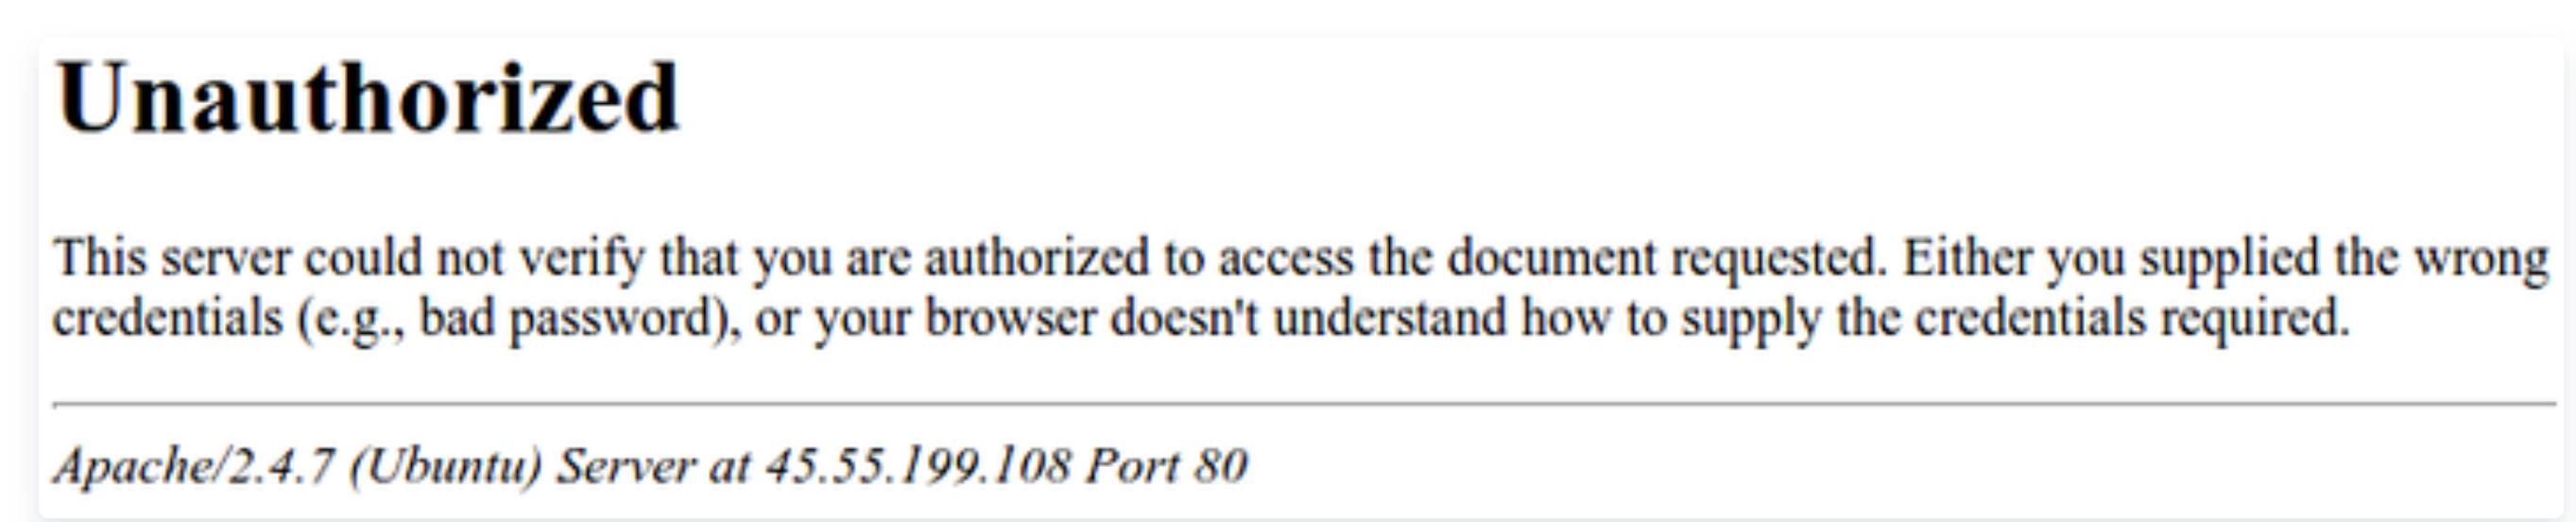 Unauthorized
This server could not verify that you are authorized to access the document requested. Either you supplied the wrong
credentials (e.g., bad password), or your browser doesn't understand how to supply the credentials required.
Apache/2.4.7 (Ubuntu) Server at 45.55.199.108 Port 80